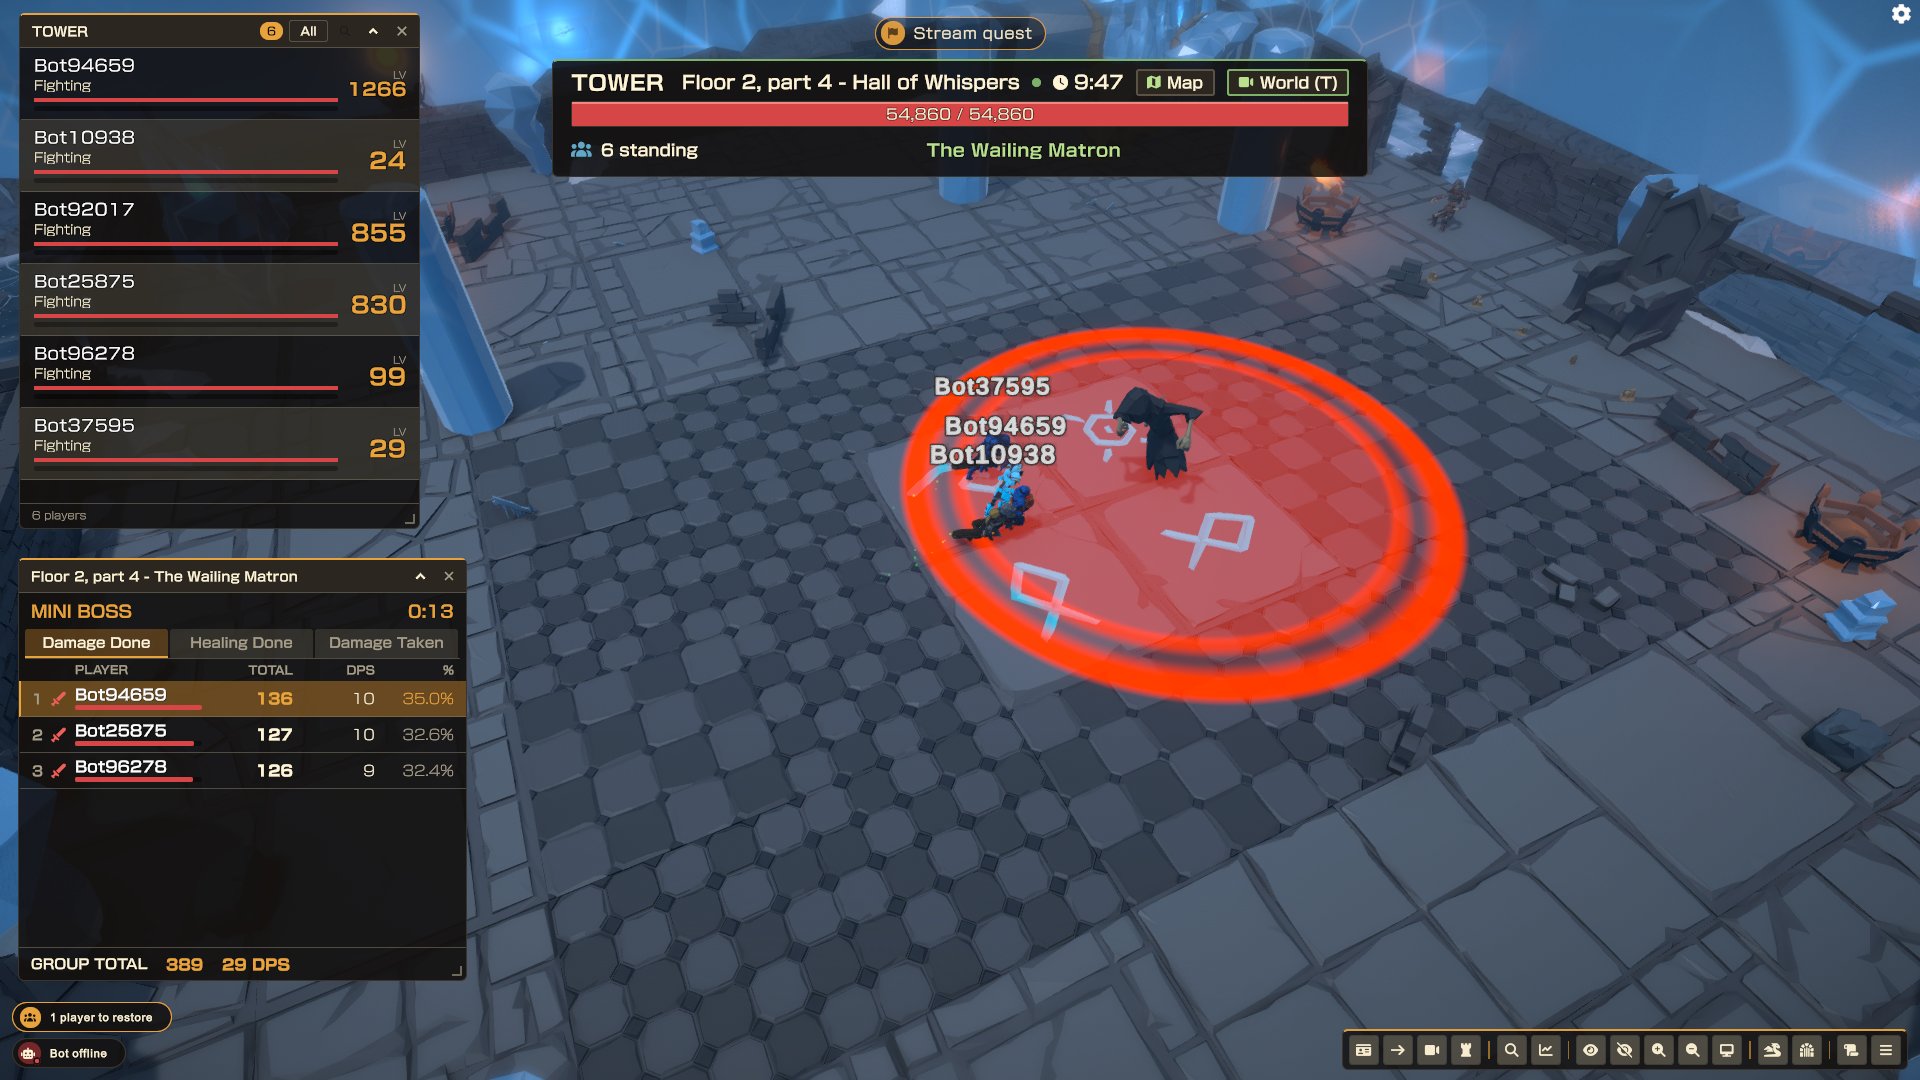 TOWER
6
All
Bot94659
Fighting
LV
1266
Bot10938
Fighting
LV
24
Bot92017
Fighting
LV
855
Bot25875
Fighting
LV
830
Bot96278
Fighting
LV
99
Bot37595
Fighting
LV
29
6 players
Stream quest
TOWER Floor 2, part 4 - Hall of Whispers 9:47 Map World (T)
54,860 / 54,860
6 standing The Wailing Matron
Bot37595
Bot94659
Bot10938
Floor 2, part 4 - The Wailing Matron
MINI BOSS 0:13
Damage Done Healing Done Damage Taken
PLAYER TOTAL DPS %
1 Bot94659 136 10 35.0%
2 Bot25875 127 10 32.6%
3 Bot96278 126 9 32.4%
GROUP TOTAL 389 29 DPS
1 player to restore
Bot offline